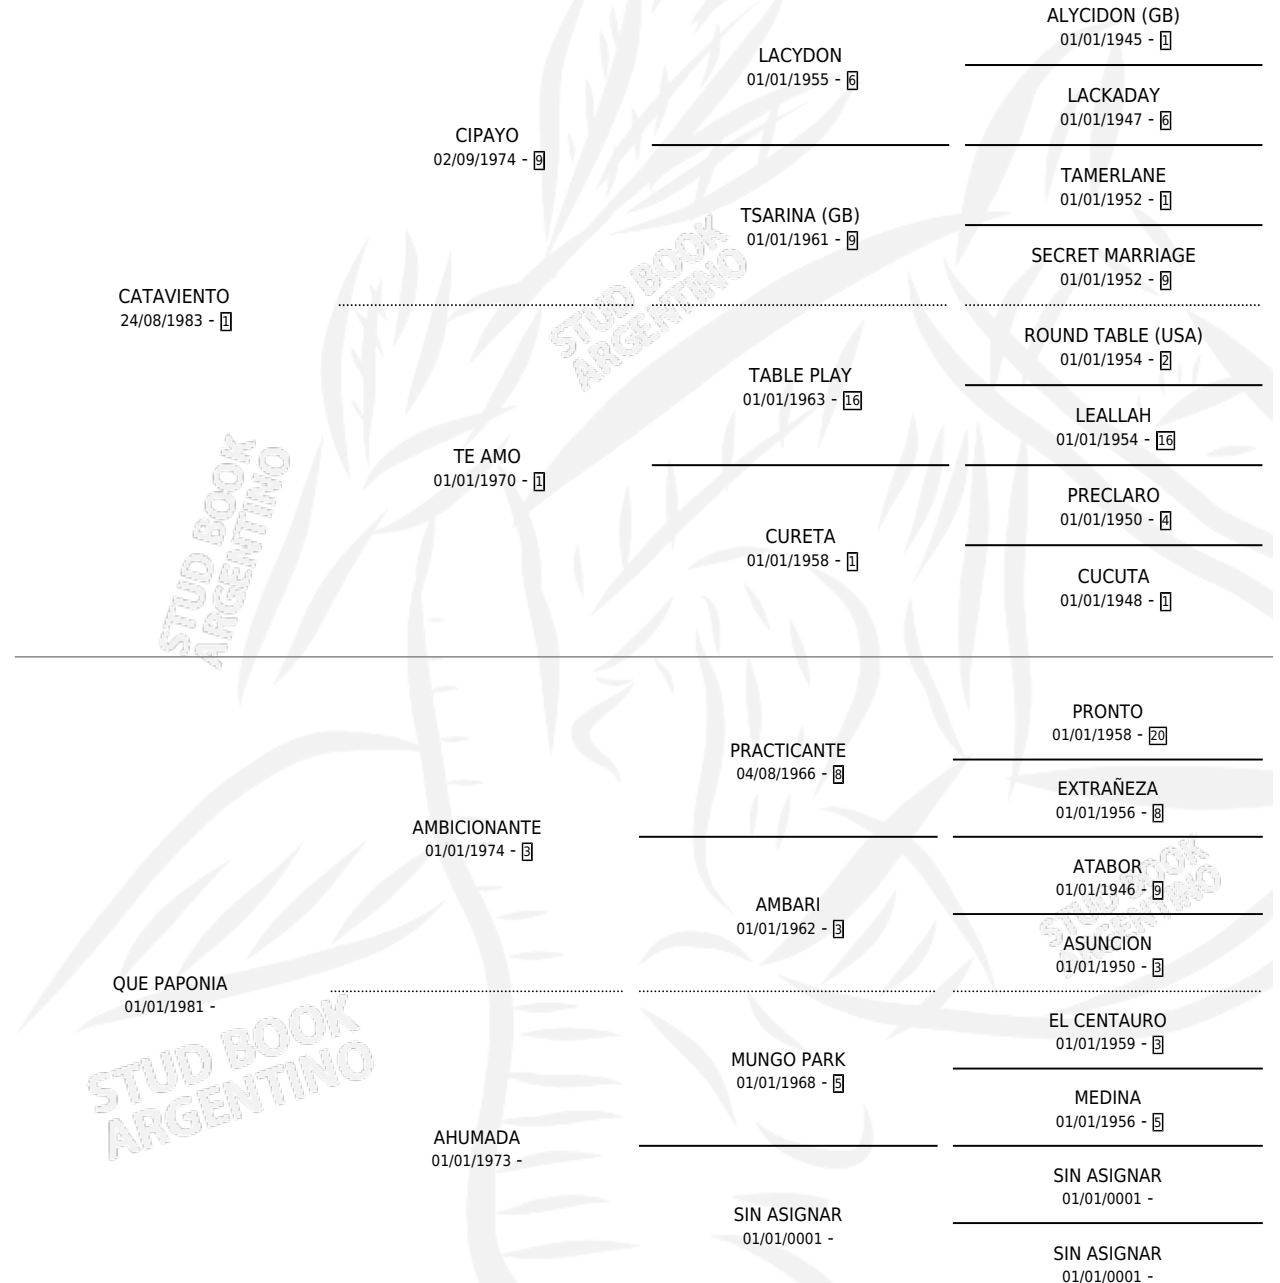 ALYCIDON (GB)
01/01/1945 - 1
LACYDON
01/01/1955 - 6
LACKADAY
01/01/1947 - 6
CIPAYO
02/09/1974 - 9
TAMERLANE
01/01/1952 - 1
TSARINA (GB)
01/01/1961 - 9
SECRET MARRIAGE
01/01/1952 - 9
CATAVIENTO
24/08/1983 - 1
ROUND TABLE (USA)
01/01/1954 - 2
TABLE PLAY
01/01/1963 - 16
LEALLAH
01/01/1954 - 16
TE AMO
01/01/1970 - 1
PRECLARO
01/01/1950 - 4
CURETA
01/01/1958 - 1
CUCUTA
01/01/1948 - 1
PRONTO
01/01/1958 - 20
PRACTICANTE
04/08/1966 - 8
EXTRAÑEZA
01/01/1956 - 8
AMBICIONANTE
01/01/1974 - 3
ATABOR
01/01/1946 - 9
AMBARI
01/01/1962 - 3
ASUNCION
01/01/1950 - 3
QUE PAPONIA
01/01/1981 -
EL CENTAURO
01/01/1959 - 3
MUNGO PARK
01/01/1968 - 5
MEDINA
01/01/1956 - 5
AHUMADA
01/01/1973 -
SIN ASIGNAR
01/01/0001 -
SIN ASIGNAR
01/01/0001 -
SIN ASIGNAR
01/01/0001 -
STUD BOOK
ARGENTINO
STUD BOOK
ARGENTINO
STUD BOOK
ARGENTINO
STUD BOOK
ARGENTINO